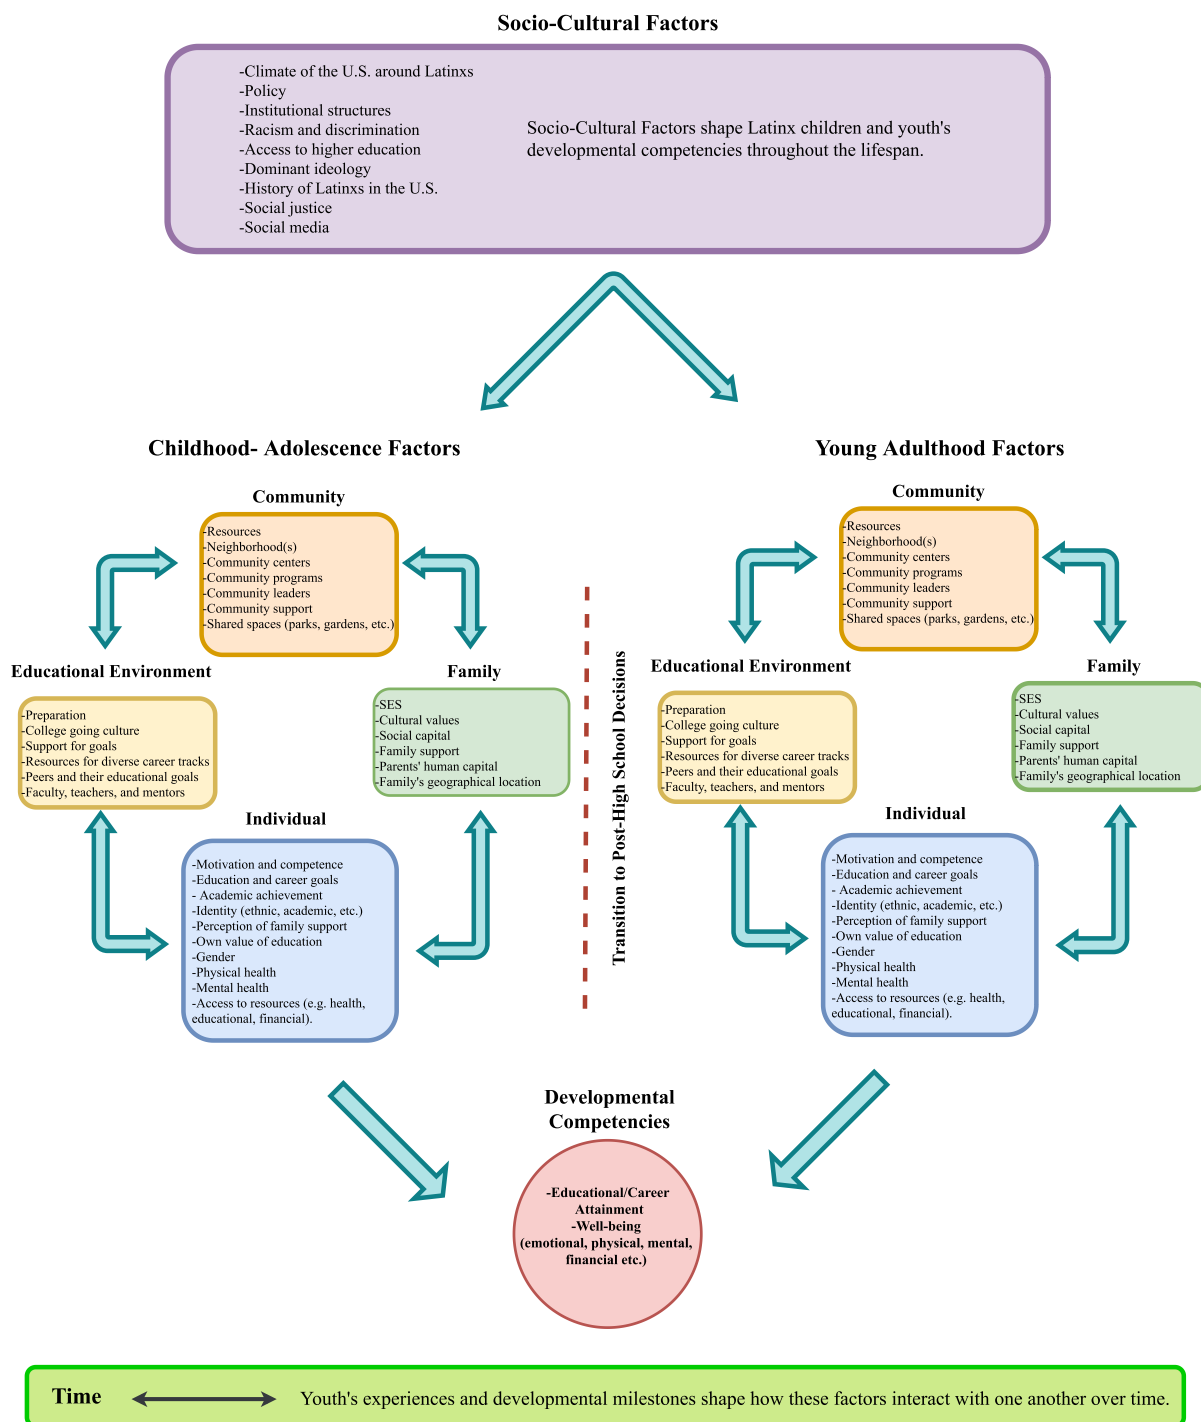 Socio-Cultural Factors
-Climate of the U.S. around Latinxs
-Policy
-Institutional structures
-Racism and discrimination
-Access to higher education
-Dominant ideology
-History of Latinxs in the U.S.
-Social justice
-Social media
Socio-Cultural Factors shape Latinx children and youth's
developmental competencies throughout the lifespan.
Childhood- Adolescence Factors
Community
-Resources
-Neighborhood(s)
-Community centers
-Community programs
-Community leaders
-Community support
-Shared spaces (parks, gardens, etc.)
Educational Environment
-Preparation
-College going culture
-Support for goals
-Resources for diverse career tracks
-Peers and their educational goals
-Faculty, teachers, and mentors
Family
-SES
-Cultural values
-Social capital
-Family support
-Parents' human capital
-Family's geographical location
Individual
-Motivation and competence
-Education and career goals
- Academic achievement
-Identity (ethnic, academic, etc.)
-Perception of family support
-Own value of education
-Gender
-Physical health
-Mental health
-Access to resources (e.g. health,
educational, financial).
Transition to Post-High School Decisions
Young Adulthood Factors
Community
-Resources
-Neighborhood(s)
-Community centers
-Community programs
-Community leaders
-Community support
-Shared spaces (parks, gardens, etc.)
Educational Environment
-Preparation
-College going culture
-Support for goals
-Resources for diverse career tracks
-Peers and their educational goals
-Faculty, teachers, and mentors
Family
-SES
-Cultural values
-Social capital
-Family support
-Parents' human capital
-Family's geographical location
Individual
-Motivation and competence
-Education and career goals
- Academic achievement
-Identity (ethnic, academic, etc.)
-Perception of family support
-Own value of education
-Gender
-Physical health
-Mental health
-Access to resources (e.g. health,
educational, financial).
Developmental
Competencies
-Educational/Career
Attainment
-Well-being
(emotional, physical, mental,
financial etc.)
Time
Youth's experiences and developmental milestones shape how these factors interact with one another over time.